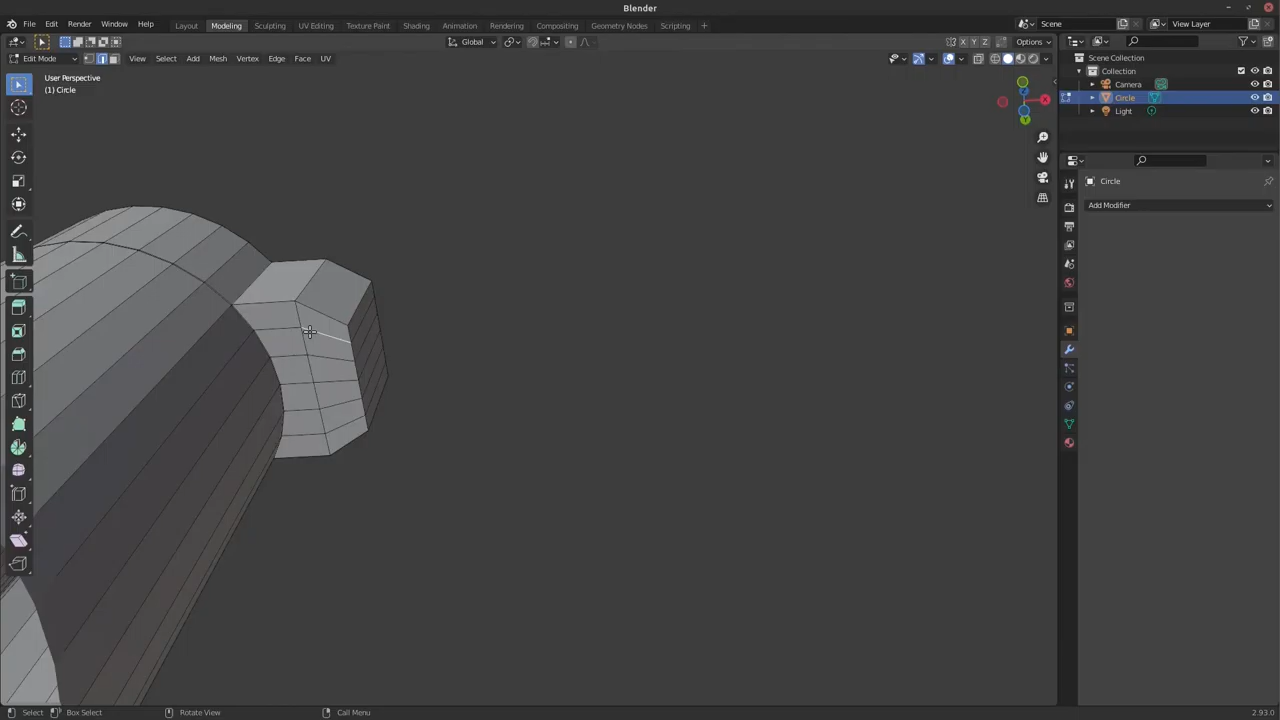 Blender
File Edit Render Window Help Layout Modeling Sculpting UV Editing Texture Paint Shading Animation Rendering Compositing Geometry Nodes Scripting + Scene View Layer
Global Options
Edit Mode View Select Add Mesh Vertex Edge Face UV
X Y Z
User Perspective
(1) Circle
Scene Collection
Collection
Camera
Circle
Light
Circle
Add Modifier
X
Y
Z
Select Box Select Rotate View Call Menu 2.93.0